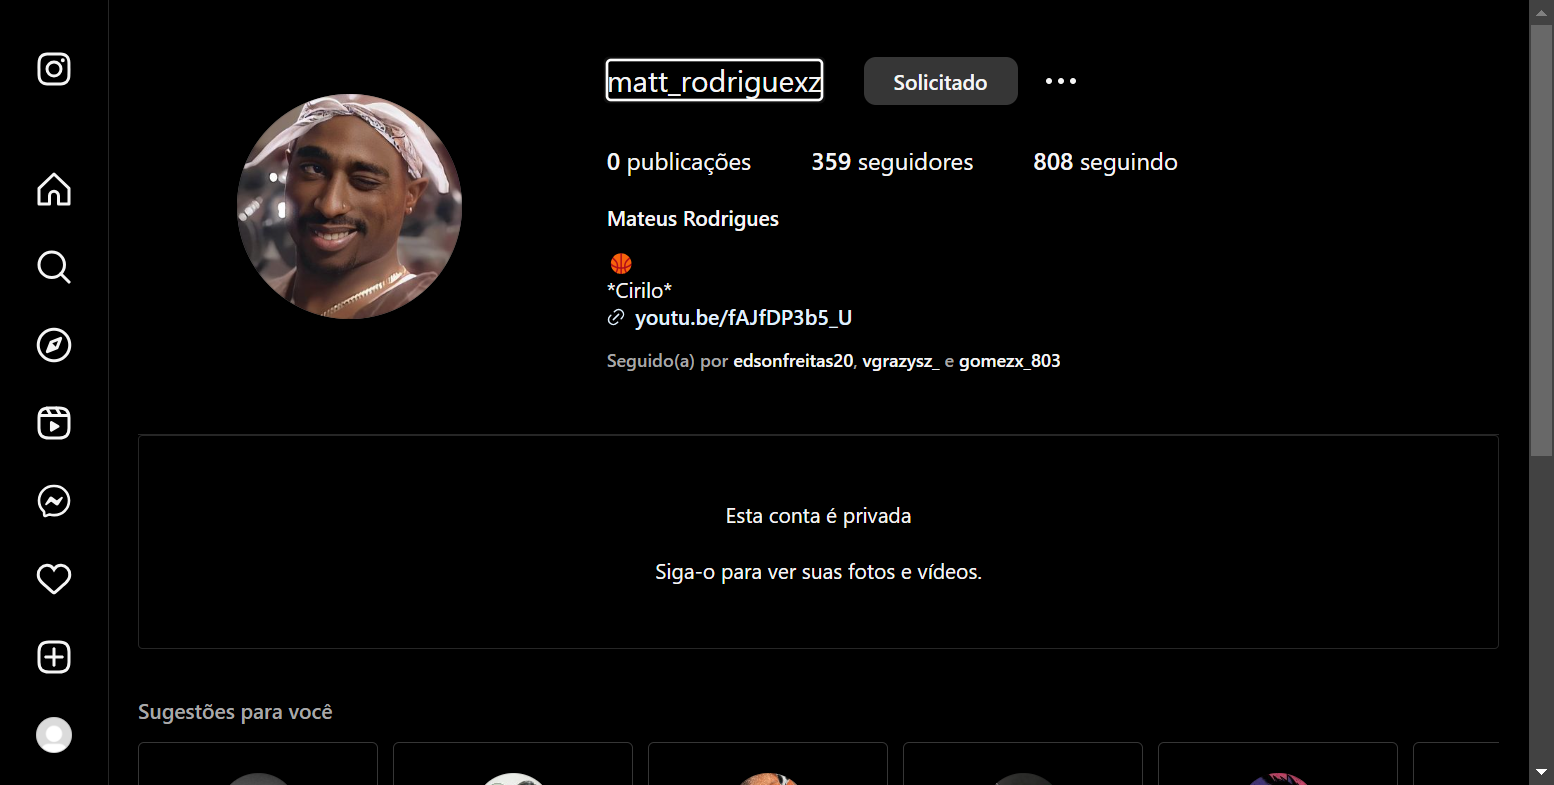 matt_rodriguexz Solicitado
0 publicações 359 seguidores 808 seguindo
Mateus Rodrigues
*Cirilo*
youtu.be/fAJfDP3b5_U
Seguido(a) por edsonfreitas20, vgrazysz_ e gomezx_803
Esta conta é privada
Siga-o para ver suas fotos e vídeos.
Sugestões para você